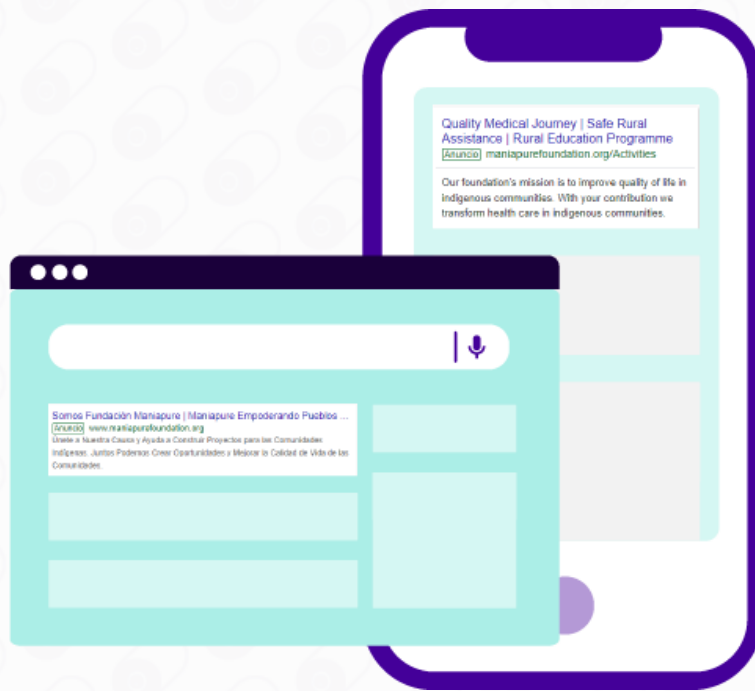 Quality Medical Journey | Safe Rural
Assistance | Rural Education Programme
Anuncio maniapurefoundation.org/Activities
Our foundation's mission is to improve quality of life in
indigenous communities. With your contribution we
transform health care in indigenous communities.
Somos Fundación Maniapure | Maniapure Empoderando Pueblos ...
Anuncio www.maniapurefoundation.org
Únete a Nuestra Causa y Ayuda a Construir Proyectos para las Comunidades
Indígenas. Juntos Podemos Crear Oportunidades y Mejorar la Calidad de Vida de las
Comunidades.